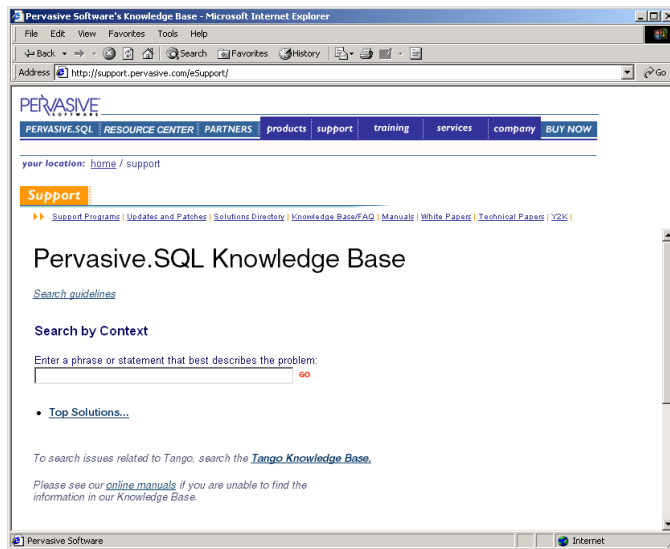 Pervasive Software's Knowledge Base - Microsoft Internet Explorer
File Edit View Favorites Tools Help
Back Search Favorites History
Address http://support.pervasive.com/eSupport/ Go
PERVASIVE
SOFTWARE
PERVASIVE.SQL RESOURCE CENTER PARTNERS products support training services company BUY NOW
your location: home / support
Support
Support Programs | Updates and Patches | Solutions Directory | Knowledge Base/FAQ | Manuals | White Papers | Technical Papers | Y2K |
Pervasive.SQL Knowledge Base
Search guidelines
Search by Context
Enter a phrase or statement that best describes the problem:
GO
• Top Solutions...
To search issues related to Tango, search the Tango Knowledge Base.
Please see our online manuals if you are unable to find the
information in our Knowledge Base.
Pervasive Software Internet